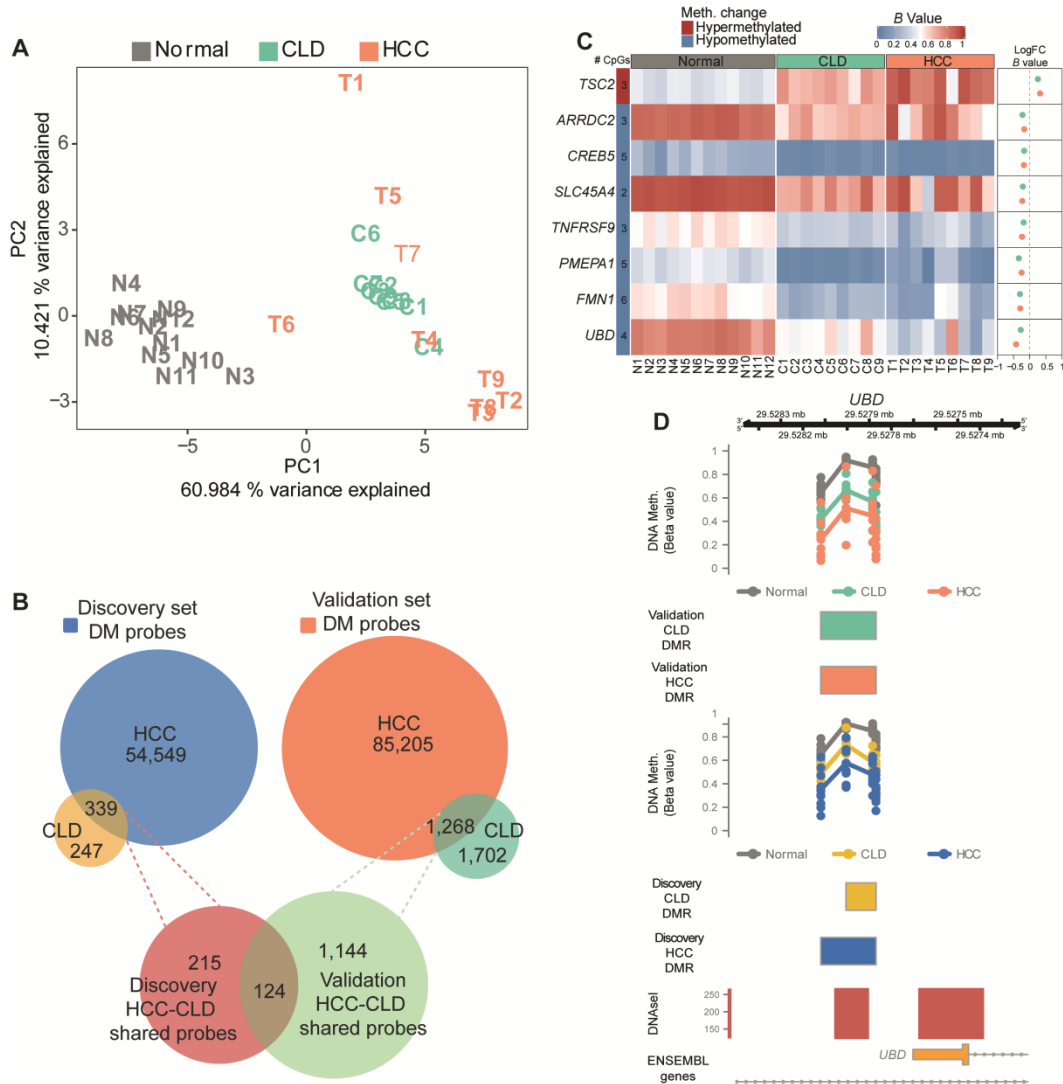 A
Normal CLD HCC
T1
T5
C6
T7
T6
C1
T4
C4
T9
T2
N4
N7 N9
N12
N8
N2
N1
N5
N10
N11
N3
6
3
0
−3
−5 0 5
PC2
10.421 % variance explained
PC1
60.984 % variance explained
B
Discovery set
DM probes
Validation set
DM probes
HCC
54,549
HCC
85,205
339
CLD
247
1,268 CLD
1,702
215
Discovery
HCC-CLD
shared probes
124
1,144
Validation
HCC-CLD
shared probes
C
Meth. change
Hypermethylated
Hypomethylated
B Value
0 0.2 0.4 0.6 0.8 1
LogFC
B value
# CpGs Normal CLD HCC
TSC2 3
ARRDC2 3
CREB5 5
SLC45A4 2
TNFRSF9 3
PMEPA1 5
FMN1 6
UBD 4
N1 N2 N3 N4 N5 N6 N7 N8 N9 N10 N11 N12 C1 C2 C3 C4 C5 C6 C7 C8 C9 T1 T2 T3 T4 T5 T6 T7 T8 T9
−1 −0.5 0 0.5 1
D
UBD
3' 29.5283 mb 29.5279 mb 29.5275 mb 3'
5' 29.5282 mb 29.5278 mb 29.5274 mb 5'
DNA Meth.
(Beta value)
1
0.8
0.6
0.4
0.2
0
Normal CLD HCC
Validation
CLD
DMR
Validation
HCC
DMR
DNA Meth.
(Beta value)
1
0.8
0.6
0.4
0.2
0
Normal CLD HCC
Discovery
CLD
DMR
Discovery
HCC
DMR
DNAseI
250
200
150
UBD
ENSEMBL
genes